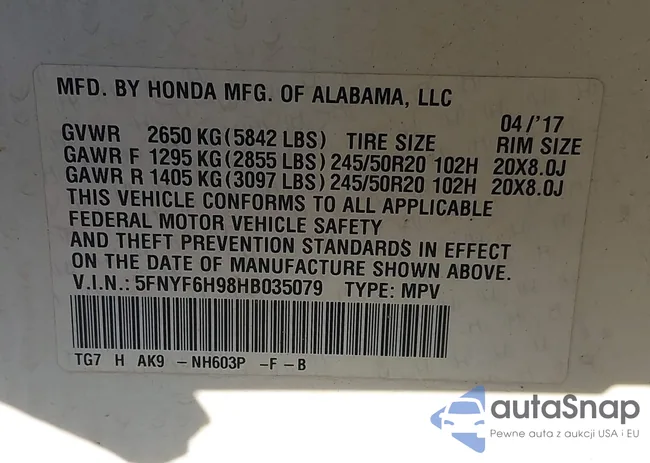 MFD. BY HONDA MFG. OF ALABAMA, LLC
04/'17
GVWR 2650 KG(5842 LBS) TIRE SIZE RIM SIZE
GAWR F 1295 KG(2855 LBS) 245/50R20 102H 20X8.0J
GAWR R 1405 KG(3097 LBS) 245/50R20 102H 20X8.0J
THIS VEHICLE CONFORMS TO ALL APPLICABLE
FEDERAL MOTOR VEHICLE SAFETY
AND THEFT PREVENTION STANDARDS IN EFFECT
ON THE DATE OF MANUFACTURE SHOWN ABOVE.
V.I.N.: 5FNYF6H98HB035079 TYPE: MPV
TG7 H AK9 -NH603P -F-B
autaSnap
Pewne auta z aukcji USA i EU